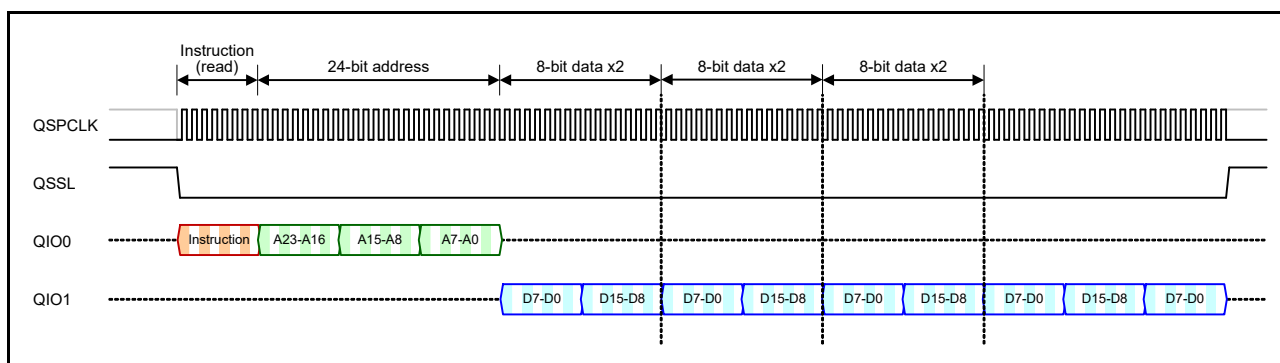 Instruction
(read)
24-bit address
8-bit data x2
8-bit data x2
8-bit data x2
QSPCLK
QSSL
QIO0
Instruction
A23-A16
A15-A8
A7-A0
QIO1
D7-D0
D15-D8
D7-D0
D15-D8
D7-D0
D15-D8
D7-D0
D15-D8
D7-D0